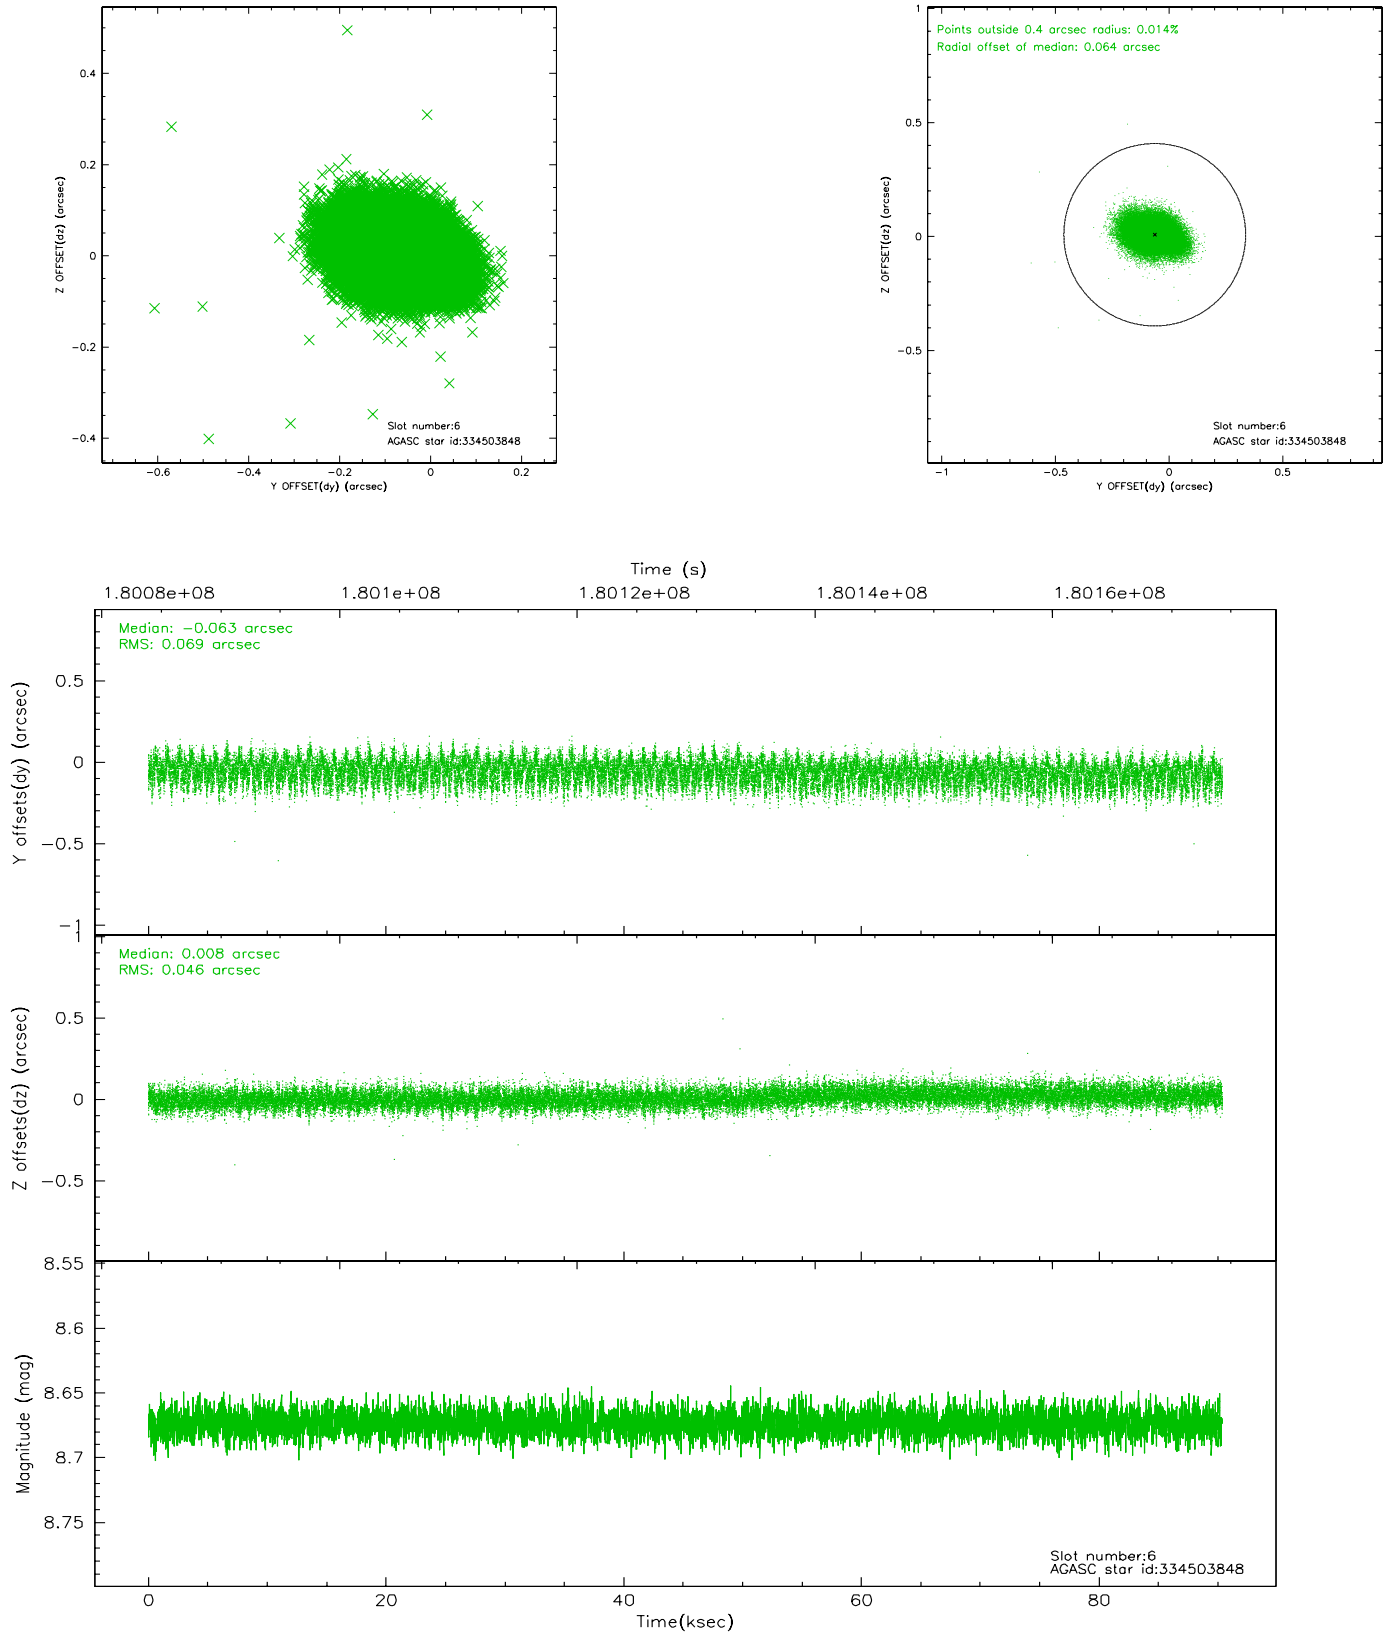 0.4
0.2
0
-0.2
-0.4
Z OFFSET(dz) (arcsec)
Slot number:6
AGASC star id:334503848
-0.6 -0.4 -0.2 0 0.2
Y OFFSET(dy) (arcsec)
1
0.5
0
-0.5
Z OFFSET(dz) (arcsec)
Points outside 0.4 arcsec radius: 0.014%
Radial offset of median: 0.064 arcsec
Slot number:6
AGASC star id:334503848
-1 -0.5 0 0.5
Y OFFSET(dy) (arcsec)
Time (s)
1.8008e+08 1.801e+08 1.8012e+08 1.8014e+08 1.8016e+08
Median: -0.063 arcsec
RMS: 0.069 arcsec
0.5
0
-0.5
-1
Y offsets(dy) (arcsec)
1
Median: 0.008 arcsec
RMS: 0.046 arcsec
0.5
0
-0.5
Z offsets(dz) (arcsec)
8.55
8.6
8.65
8.7
8.75
Magnitude (mag)
Slot number:6
AGASC star id:334503848
0 20 40 60 80
Time(ksec)